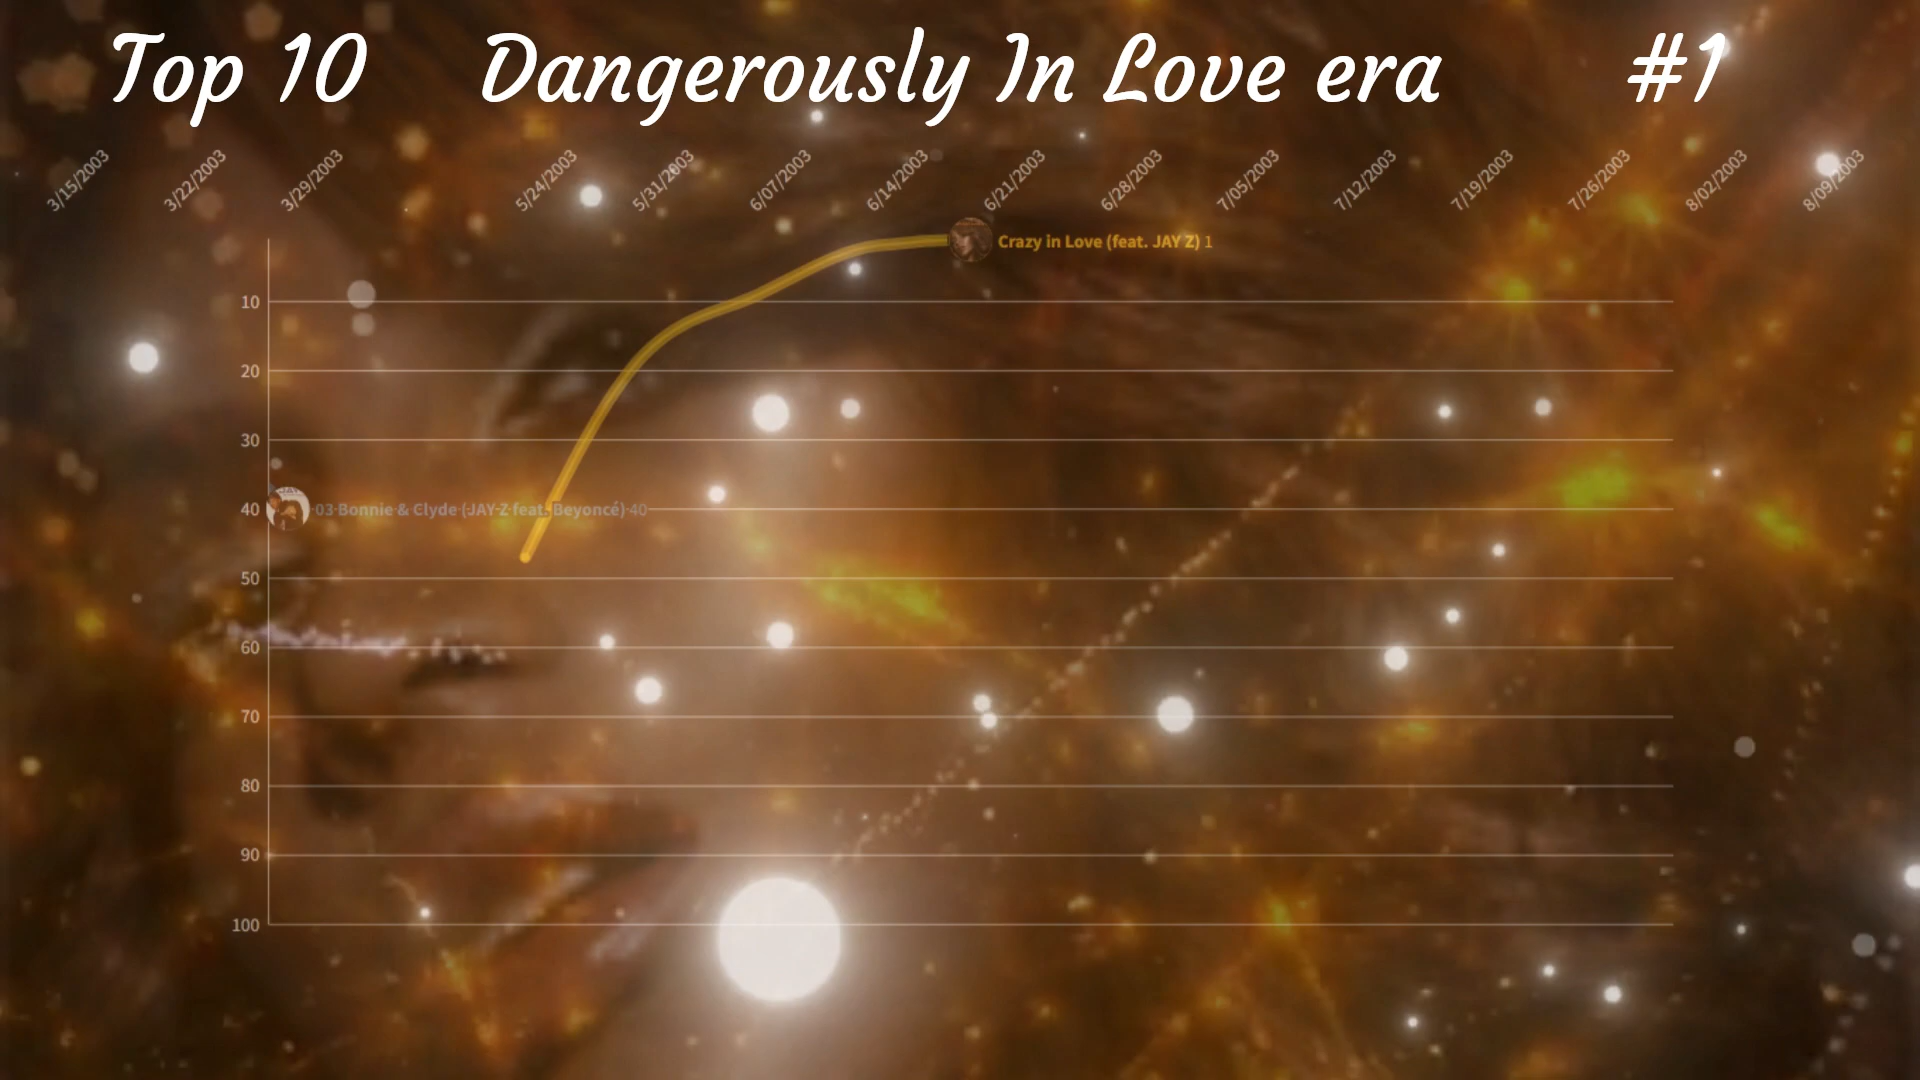 Top 10 Dangerously In Love era #1
3/15/2003 3/22/2003 3/29/2003 5/24/2003 5/31/2003 6/07/2003 6/14/2003 6/21/2003 6/28/2003 7/05/2003 7/12/2003 7/19/2003 7/26/2003 8/02/2003 8/09/2003
Crazy in Love (feat. JAY Z) 1
10
20
30
40 03 Bonnie & Clyde (JAY-Z feat. Beyoncé) 40
50
60
70
80
90
100